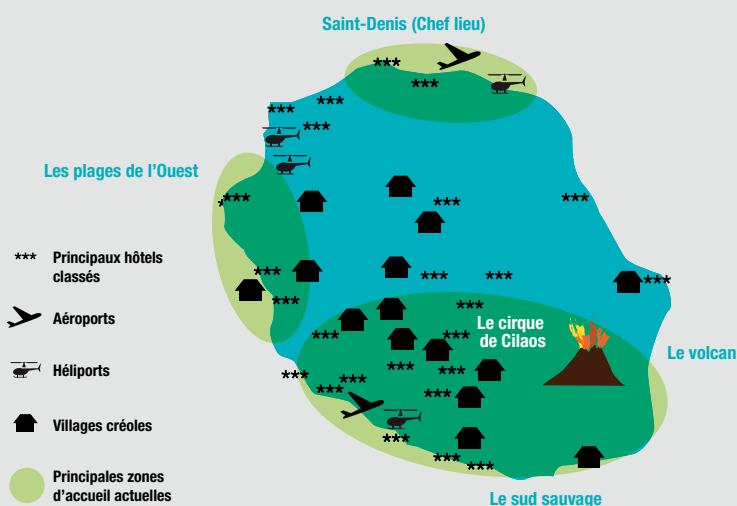 Saint-Denis (Chef lieu)
Les plages de l’Ouest
*** Principaux hôtels
classés
Aéroports
Héliports
Villages créoles
Principales zones
d’accueil actuelles
Le cirque
de Cilaos
Le volcan
Le sud sauvage